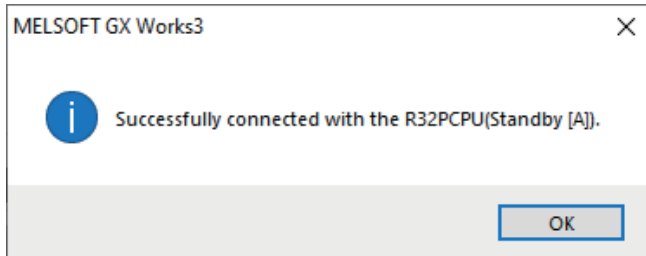 MELSOFT GX Works3
Successfully connected with the R32PCPU(Standby [A]).
OK